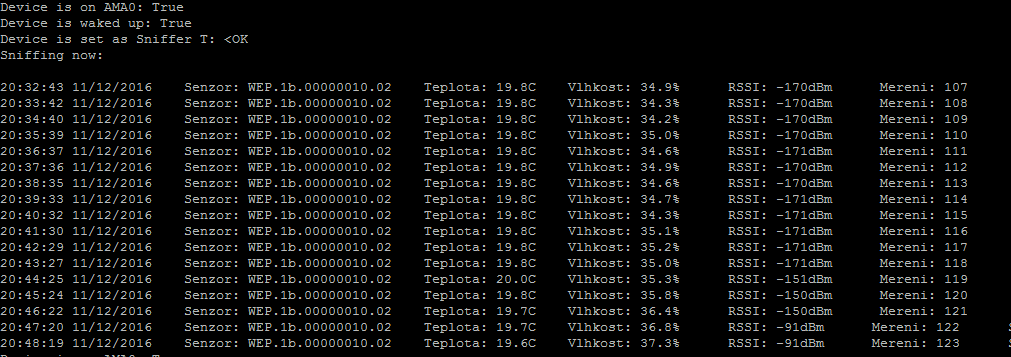 Device is on AMA0: True
Device is waked up: True
Device is set as Sniffer T: <OK
Sniffing now:
20:32:43 11/12/2016    Senzor: WEP.1b.00000010.02    Teplota: 19.8C    Vlhkost: 34.9%      RSSI: -170dBm      Mereni: 107
20:33:42 11/12/2016    Senzor: WEP.1b.00000010.02    Teplota: 19.8C    Vlhkost: 34.3%      RSSI: -170dBm      Mereni: 108
20:34:40 11/12/2016    Senzor: WEP.1b.00000010.02    Teplota: 19.8C    Vlhkost: 34.2%      RSSI: -170dBm      Mereni: 109
20:35:39 11/12/2016    Senzor: WEP.1b.00000010.02    Teplota: 19.8C    Vlhkost: 35.0%      RSSI: -170dBm      Mereni: 110
20:36:37 11/12/2016    Senzor: WEP.1b.00000010.02    Teplota: 19.8C    Vlhkost: 34.6%      RSSI: -171dBm      Mereni: 111
20:37:36 11/12/2016    Senzor: WEP.1b.00000010.02    Teplota: 19.8C    Vlhkost: 34.9%      RSSI: -170dBm      Mereni: 112
20:38:35 11/12/2016    Senzor: WEP.1b.00000010.02    Teplota: 19.8C    Vlhkost: 34.6%      RSSI: -170dBm      Mereni: 113
20:39:33 11/12/2016    Senzor: WEP.1b.00000010.02    Teplota: 19.8C    Vlhkost: 34.7%      RSSI: -171dBm      Mereni: 114
20:40:32 11/12/2016    Senzor: WEP.1b.00000010.02    Teplota: 19.8C    Vlhkost: 34.3%      RSSI: -171dBm      Mereni: 115
20:41:30 11/12/2016    Senzor: WEP.1b.00000010.02    Teplota: 19.8C    Vlhkost: 35.1%      RSSI: -171dBm      Mereni: 116
20:42:29 11/12/2016    Senzor: WEP.1b.00000010.02    Teplota: 19.8C    Vlhkost: 35.2%      RSSI: -171dBm      Mereni: 117
20:43:27 11/12/2016    Senzor: WEP.1b.00000010.02    Teplota: 19.8C    Vlhkost: 35.0%      RSSI: -171dBm      Mereni: 118
20:44:25 11/12/2016    Senzor: WEP.1b.00000010.02    Teplota: 20.0C    Vlhkost: 35.3%      RSSI: -151dBm      Mereni: 119
20:45:24 11/12/2016    Senzor: WEP.1b.00000010.02    Teplota: 19.8C    Vlhkost: 35.8%      RSSI: -150dBm      Mereni: 120
20:46:22 11/12/2016    Senzor: WEP.1b.00000010.02    Teplota: 19.7C    Vlhkost: 36.4%      RSSI: -150dBm      Mereni: 121
20:47:20 11/12/2016    Senzor: WEP.1b.00000010.02    Teplota: 19.7C    Vlhkost: 36.8%      RSSI: -91dBm      Mereni: 122
20:48:19 11/12/2016    Senzor: WEP.1b.00000010.02    Teplota: 19.6C    Vlhkost: 37.3%      RSSI: -91dBm      Mereni: 123